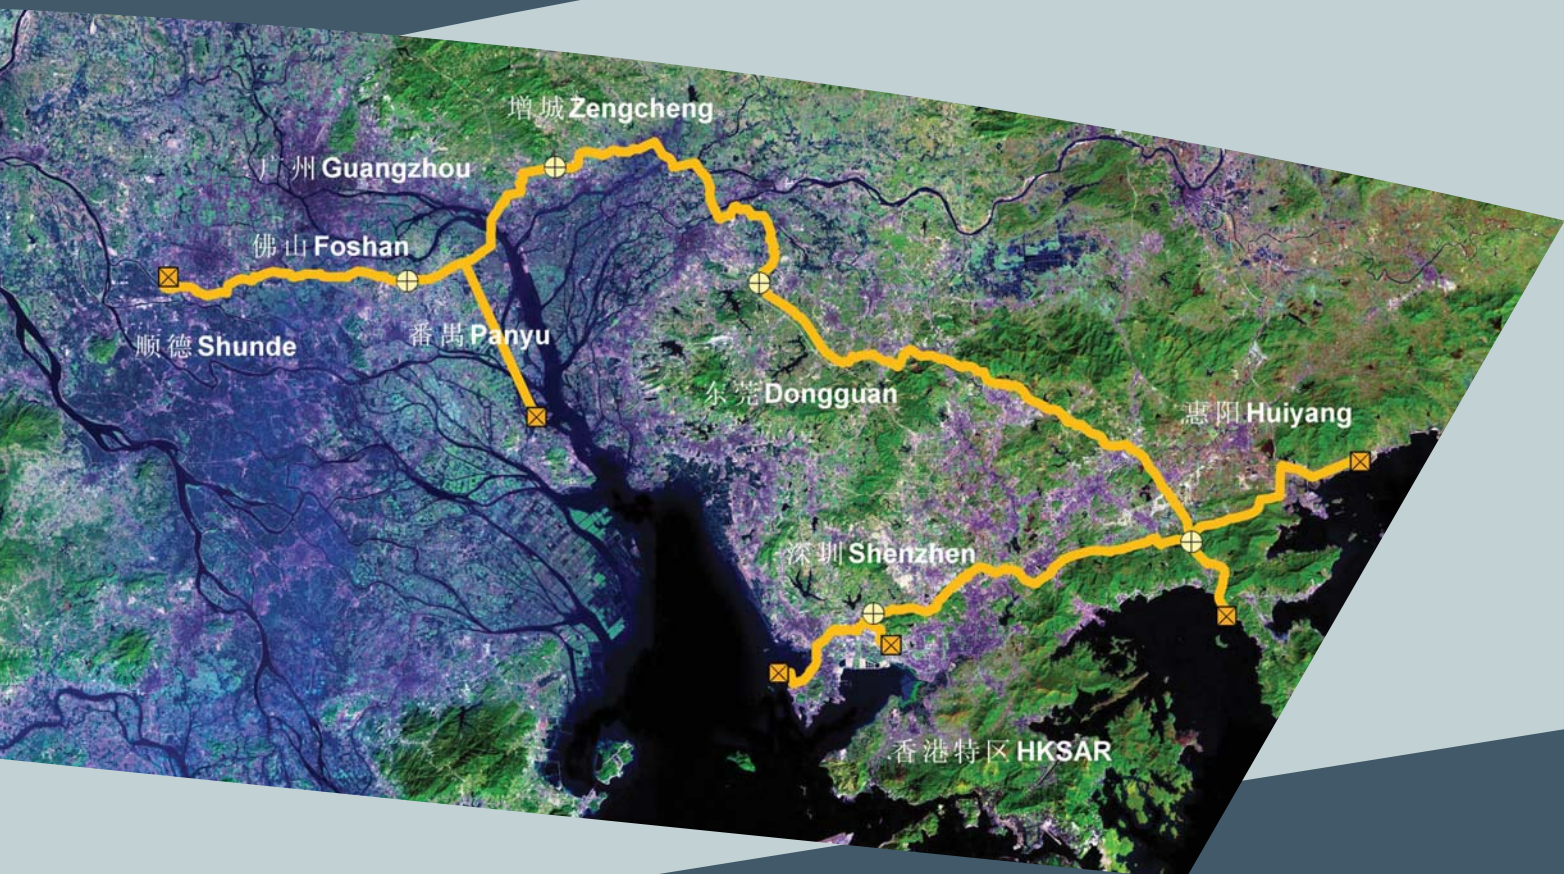 增城 Zengcheng
广州 Guangzhou
佛山 Foshan
番禺 Panyu
顺德 Shunde
东莞 Dongguan
惠阳 Huiyang
深圳 Shenzhen
香港特区 HKSAR